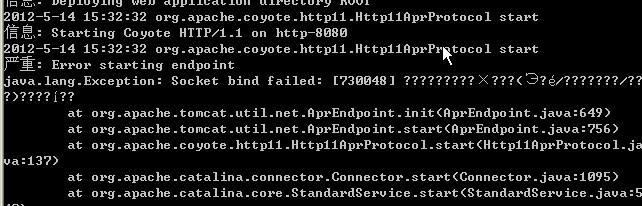 信息: Deploying web application directory ROOT
2012-5-14 15:32:32 org.apache.coyote.http11.Http11AprProtocol start
信息: Starting Coyote HTTP/1.1 on http-8080
2012-5-14 15:32:32 org.apache.coyote.http11.Http11AprProtocol start
严重: Error starting endpoint
java.lang.Exception: Socket bind failed: [730048] ?????????×???(?é/???????/??
?)????į??
at org.apache.tomcat.util.net.AprEndpoint.init(AprEndpoint.java:649)
at org.apache.tomcat.util.net.AprEndpoint.start(AprEndpoint.java:756)
at org.apache.coyote.http11.Http11AprProtocol.start(Http11AprProtocol.ja
va:137)
at org.apache.catalina.connector.Connector.start(Connector.java:1095)
at org.apache.catalina.core.StandardService.start(StandardService.java:5